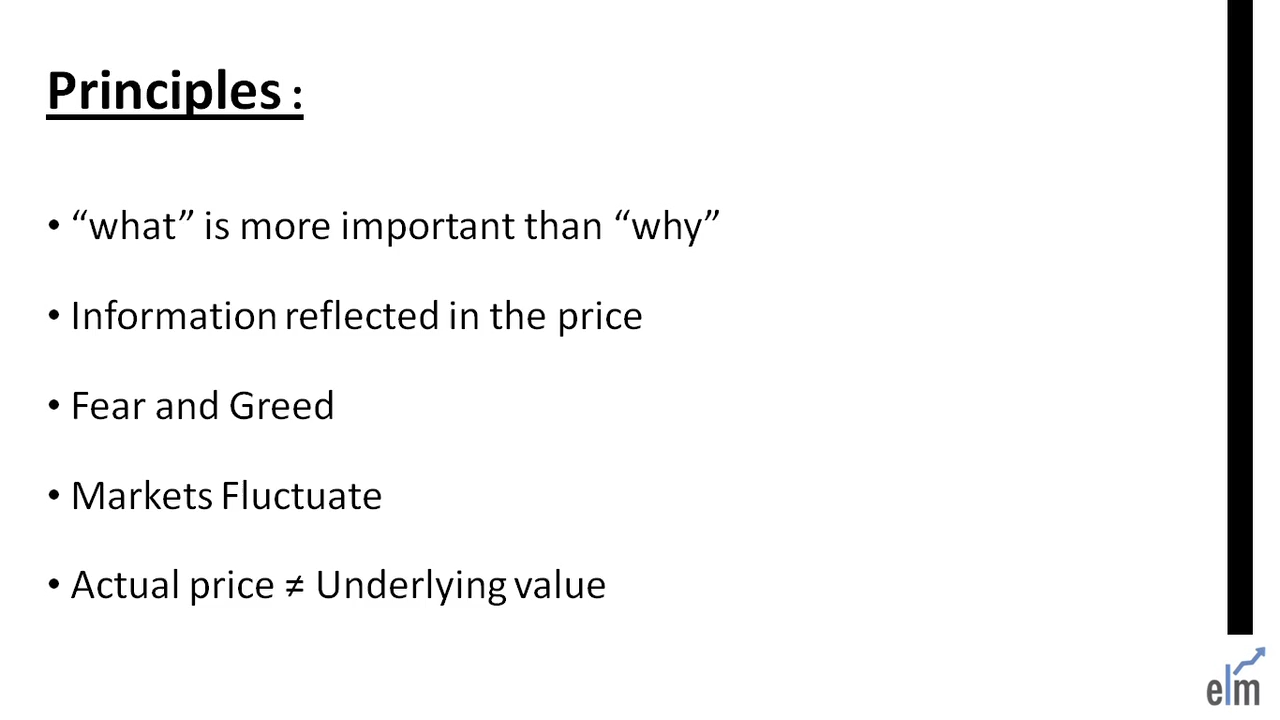 Principles :
• “what” is more important than “why”
• Information reflected in the price
• Fear and Greed
• Markets Fluctuate
• Actual price ≠ Underlying value
elm